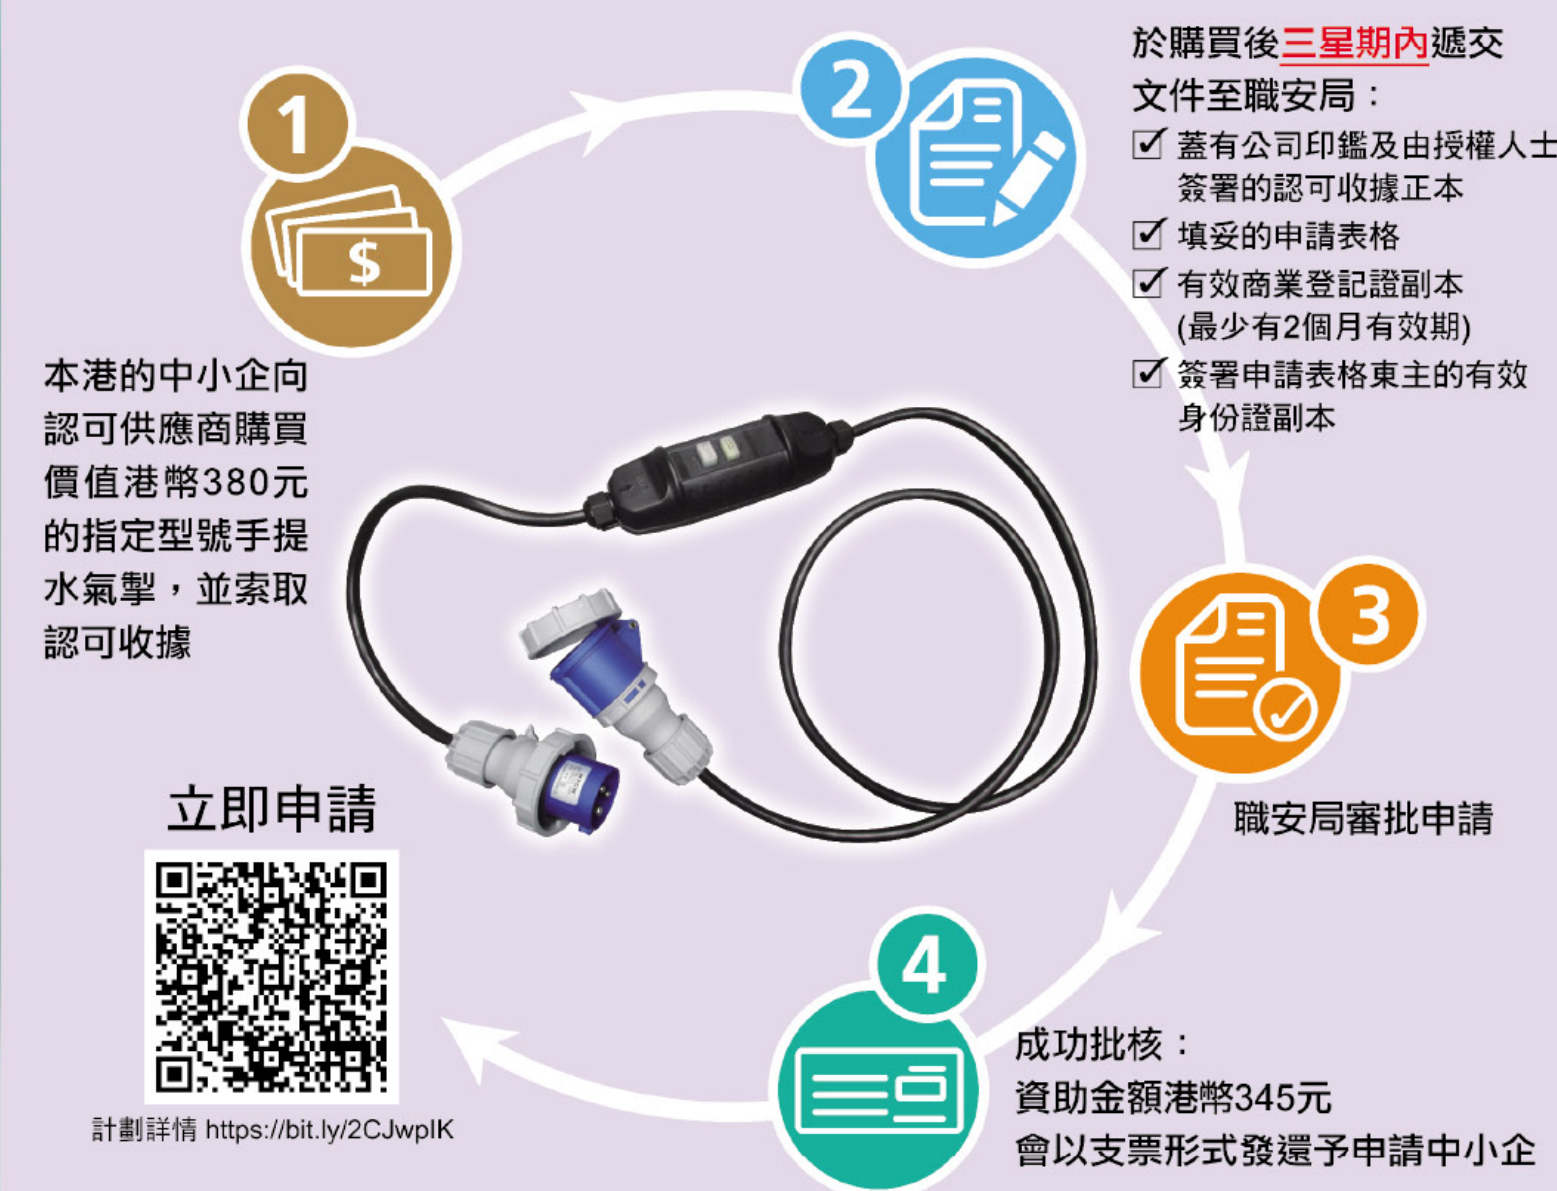 1
$
本港的中小企向
認可供應商購買
價值港幣380元
的指定型號手提
水氣掣，並索取
認可收據
2
於購買後三星期內遞交
文件至職安局：
☑ 蓋有公司印鑑及由授權人士
簽署的認可收據正本
☑ 填妥的申請表格
☑ 有效商業登記證副本
(最少有2個月有效期)
☑ 簽署申請表格東主的有效
身份證副本
3
職安局審批申請
4
成功批核：
資助金額港幣345元
會以支票形式發還予申請中小企
立即申請
計劃詳情 https://bit.ly/2CJwpIK